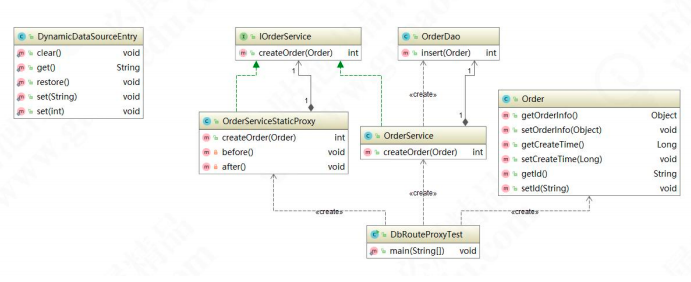 DynamicDataSourceEntry
clear() void
get() String
restore() void
set(String) void
set(int) void
IOrderService
createOrder(Order) int
OrderDao
insert(Order) int
1
1
«create»
Order
getOrderInfo() Object
setOrderInfo(Object) void
getCreateTime() Long
setCreateTime(Long) void
getId() String
setId(String) void
1
1
OrderServiceStaticProxy
createOrder(Order) int
before() void
after() void
OrderService
createOrder(Order) int
«create»
«create»
«create»
DbRouteProxyTest
main(String[]) void